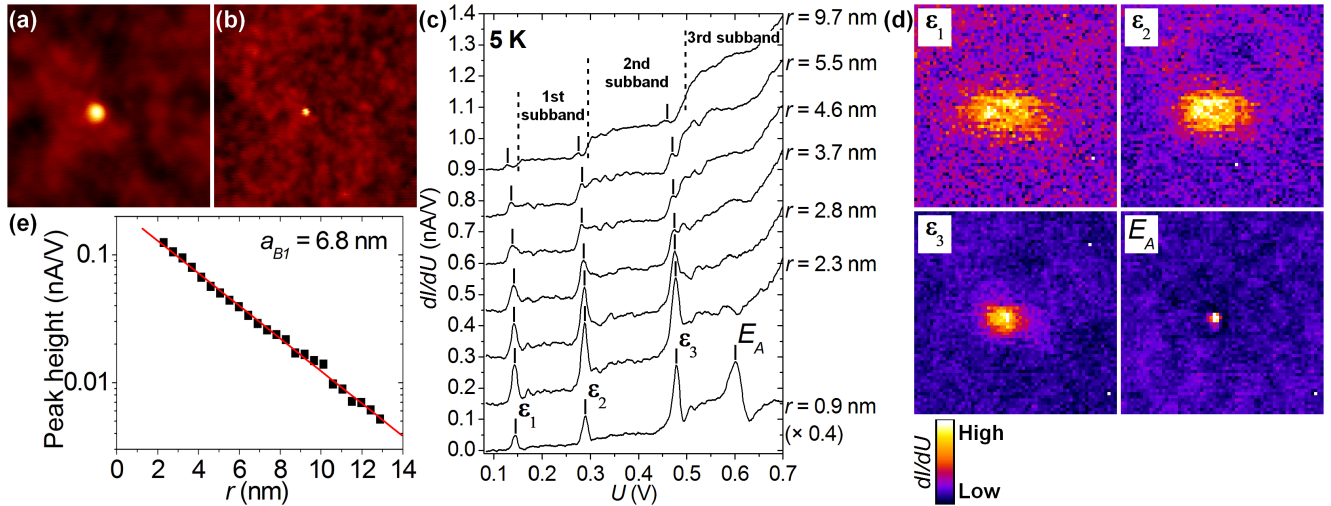 (a)
(b)
(c)
(d)
(e)
5 K
1st
subband
2nd
subband
3rd subband
dI/dU (nA/V)
1.4
1.3
1.2
1.1
1.0
0.9
0.8
0.7
0.6
0.5
0.4
0.3
0.2
0.1
0.0
0.1
0.2
0.3
0.4
0.5
0.6
0.7
U (V)
r = 9.7 nm
r = 5.5 nm
r = 4.6 nm
r = 3.7 nm
r = 2.8 nm
r = 2.3 nm
r = 0.9 nm
(× 0.4)
ε1
ε2
ε3
EA
ε1
ε2
ε3
EA
dI/dU
High
Low
aB1 = 6.8 nm
Peak height (nA/V)
0.1
0.01
0
2
4
6
8
10
12
14
r (nm)